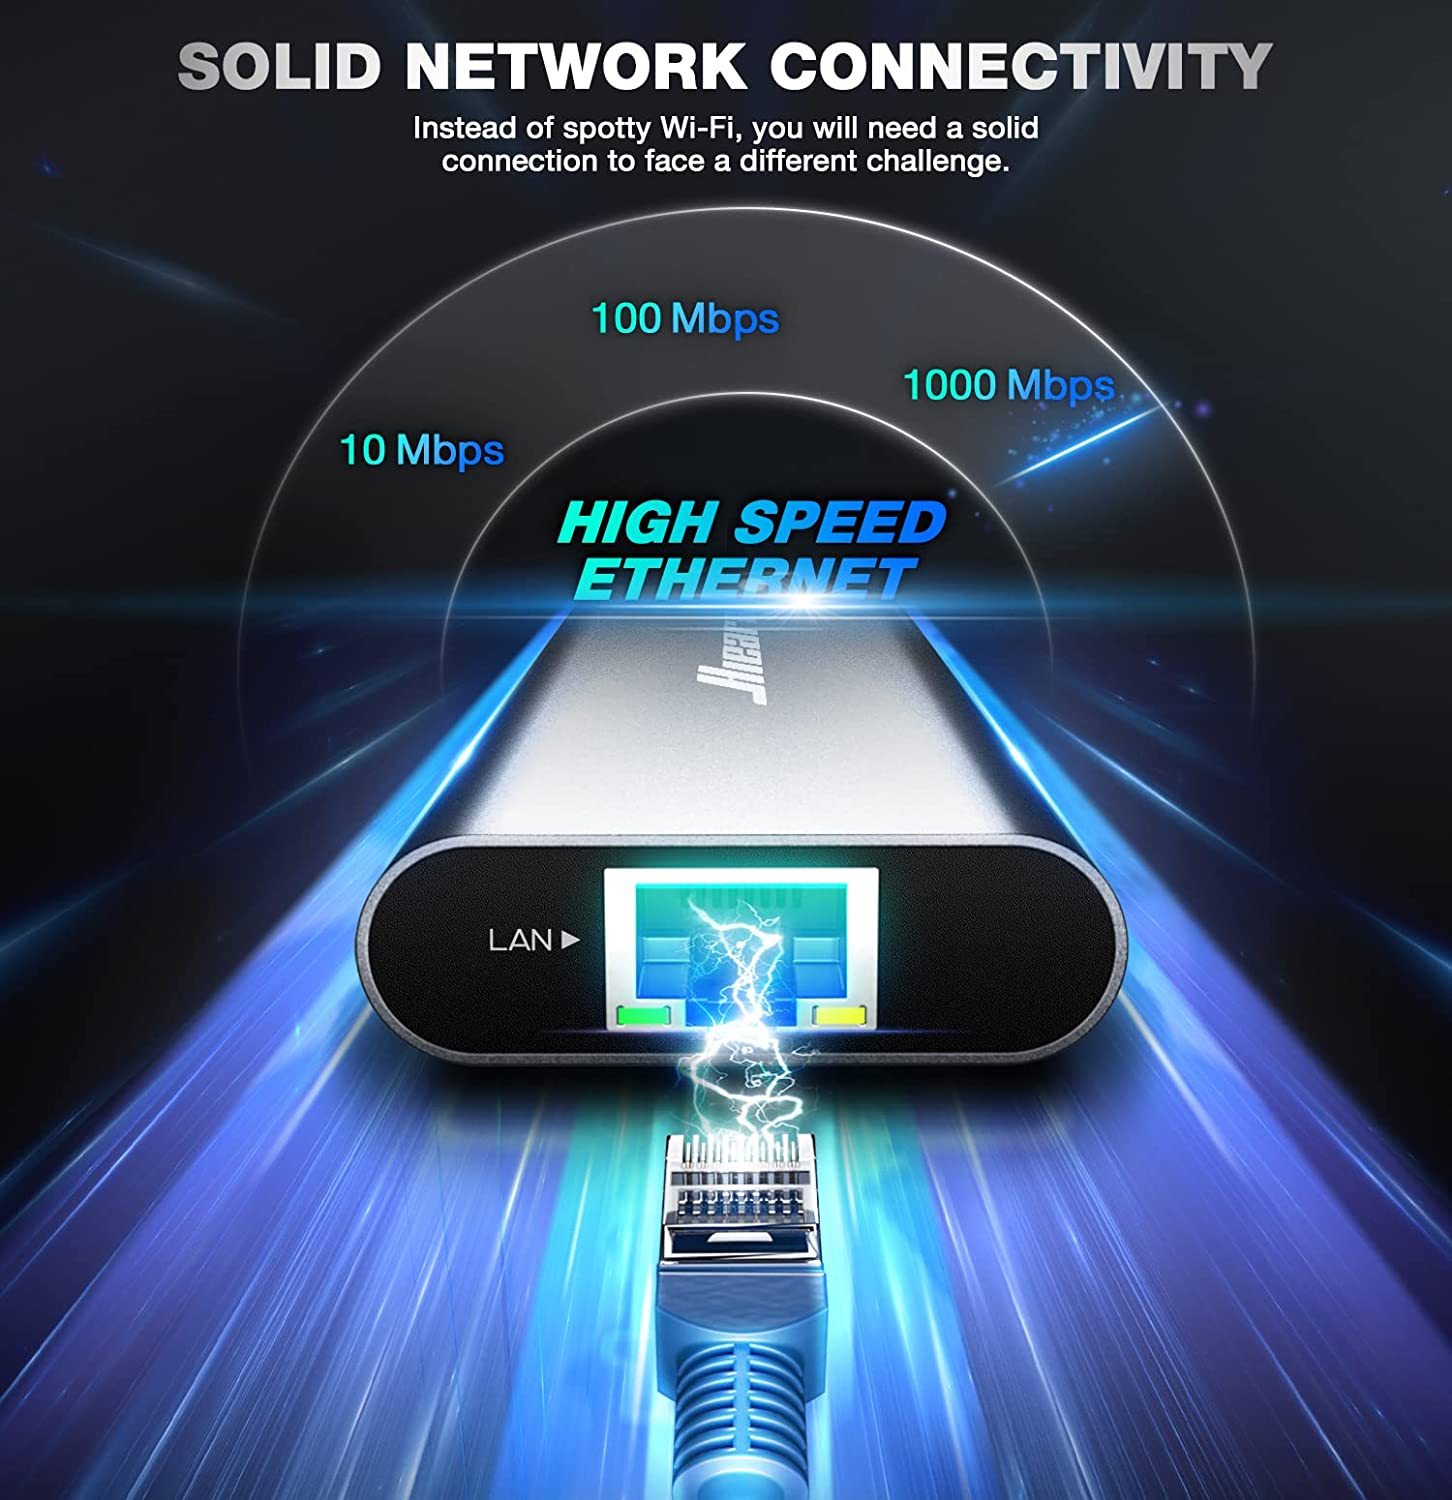 SOLID NETWORK CONNECTIVITY
Instead of spotty Wi-Fi, you will need a solid
connection to face a different challenge.
100 Mbps
1000 Mbps
10 Mbps
HIGH SPEED
ETHERNET
LAN